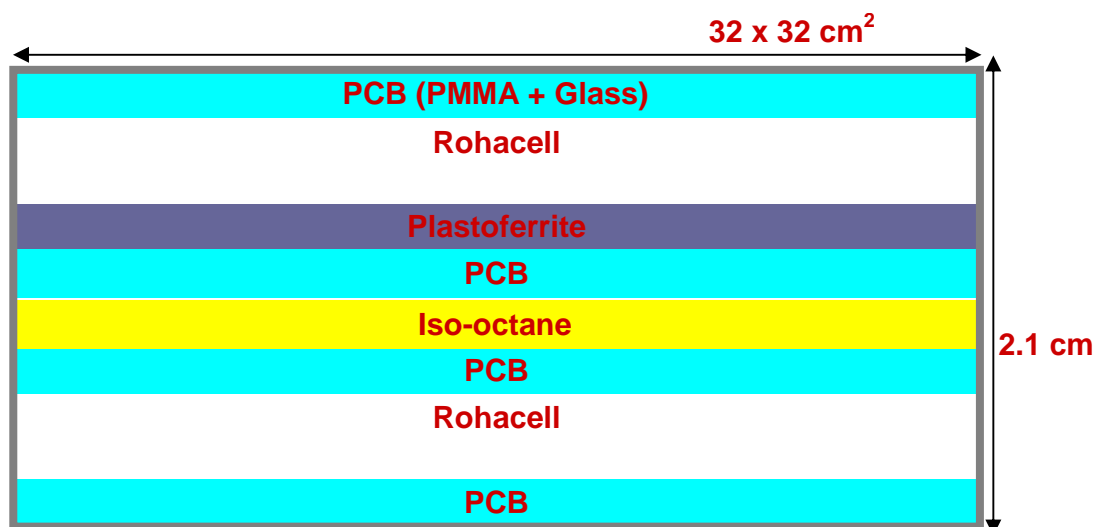 32 x 32 cm²
PCB (PMMA + Glass)
Rohacell
Plastoferrite
PCB
Iso-octane
2.1 cm
PCB
Rohacell
PCB